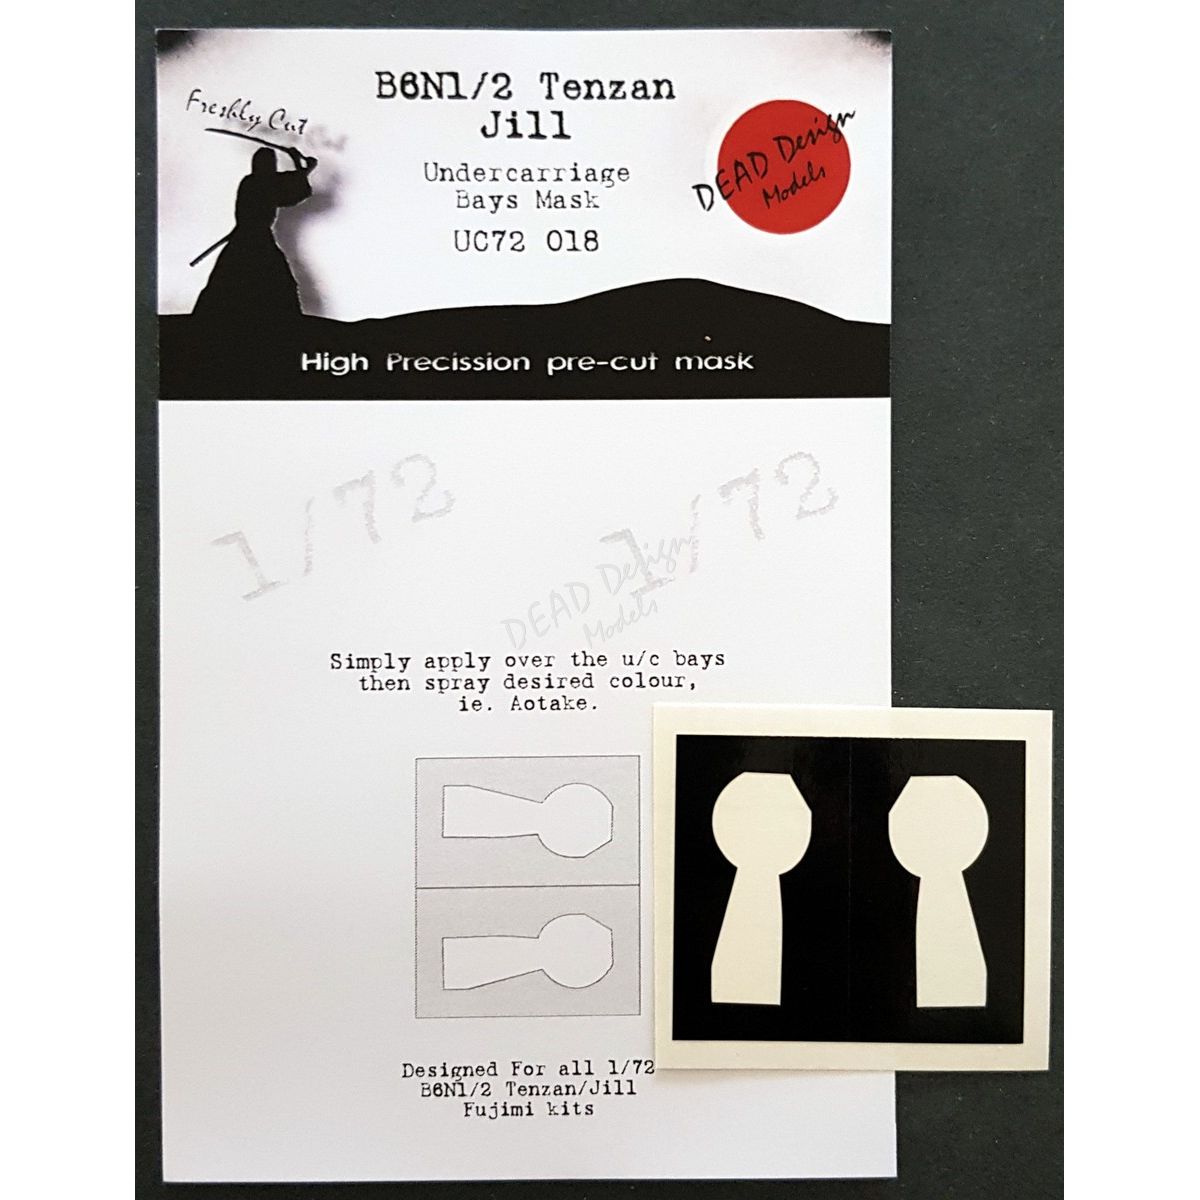 B6N1/2 Tenzan
Jill
Freshly Cut
Undercarriage
Bays Mask
UC72 018
DEAD Design
Models
High Precission pre-cut mask
1/72
1/72
DEAD Design
Models
Simply apply over the u/c bays
then spray desired colour,
ie. Aotake.
Designed For all 1/72
B6N1/2 Tenzan/Jill
Fujimi kits